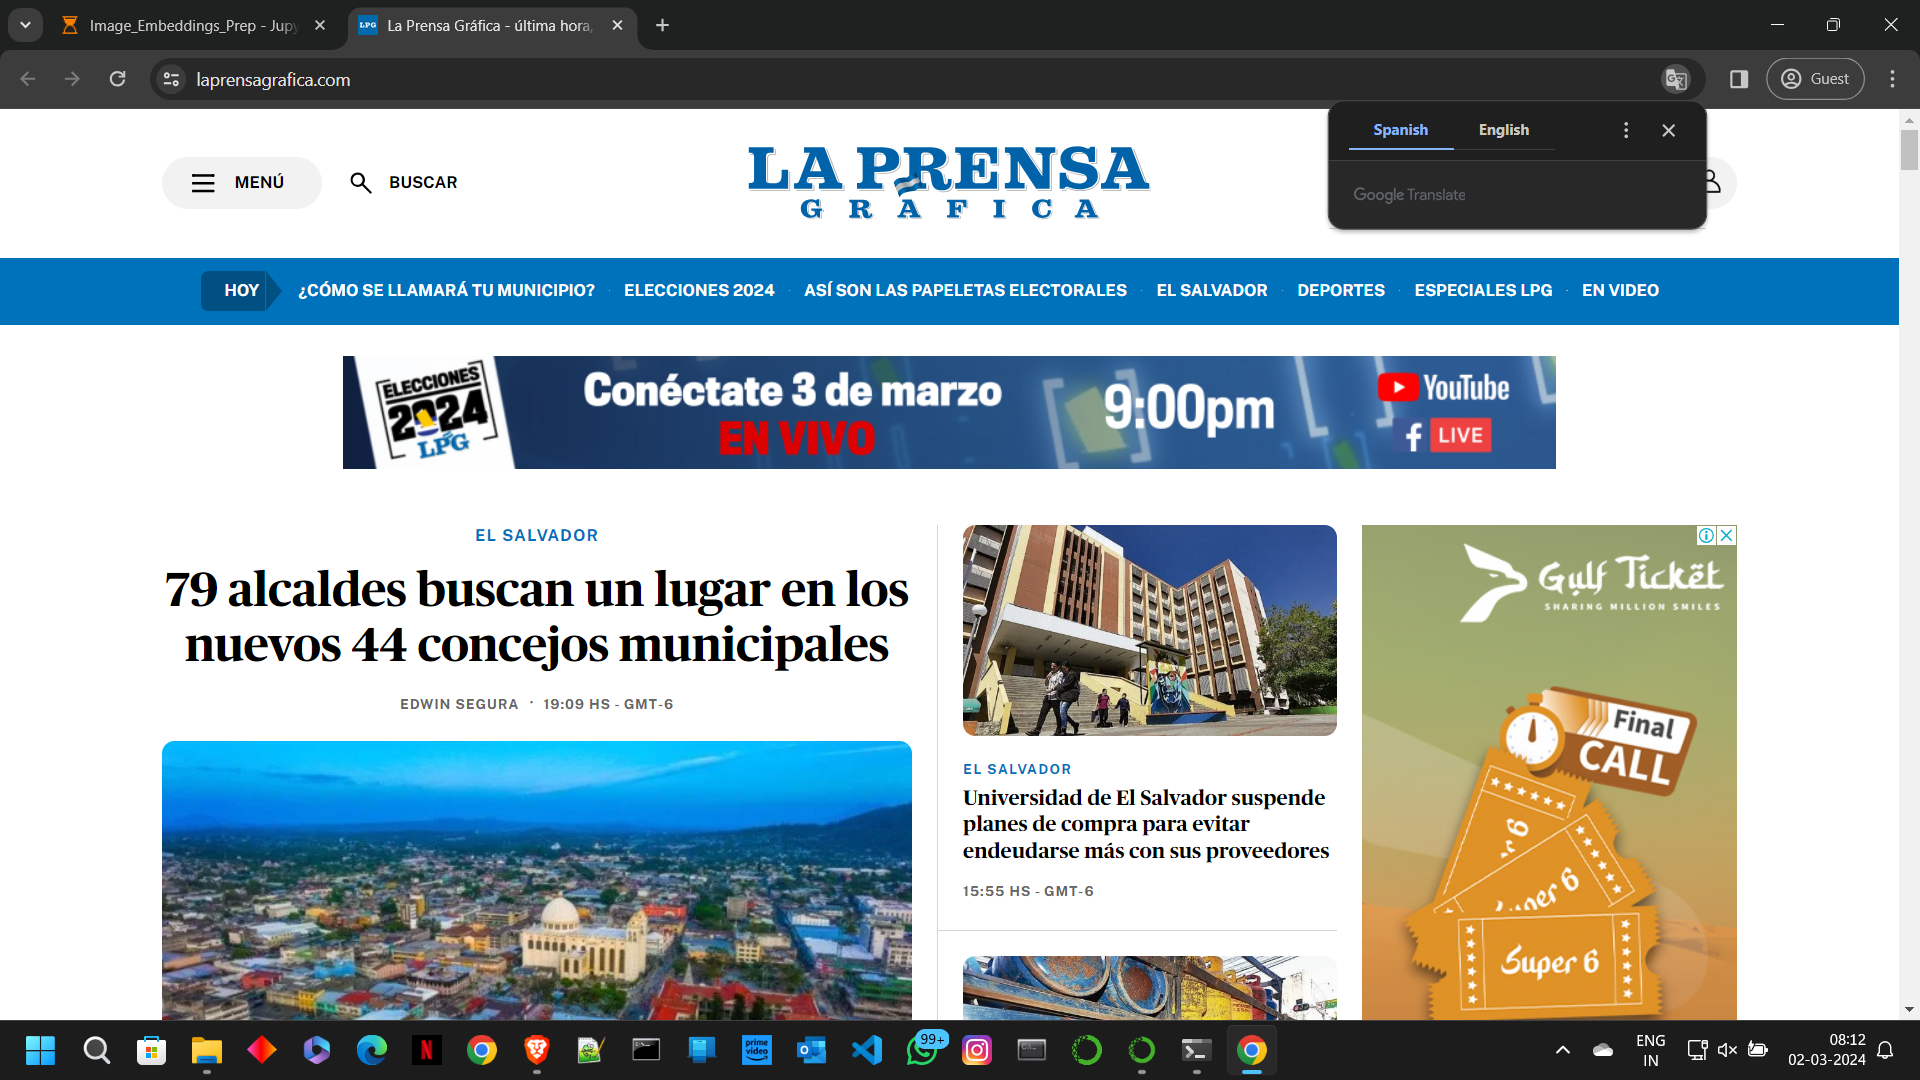 Image_Embeddings_Prep - Jup
La Prensa Gráfica - última hora,
laprensagrafica.com
Guest
Spanish
English
Google Translate
MENÚ
BUSCAR
LA PRENSA
GRÁFICA
HOY
¿CÓMO SE LLAMARÁ TU MUNICIPIO?
ELECCIONES 2024
ASÍ SON LAS PAPELETAS ELECTORALES
EL SALVADOR
DEPORTES
ESPECIALES LPG
EN VIDEO
ELECCIONES
2024
LPG
Conéctate 3 de marzo
EN VIVO
9:00pm
YouTube
f LIVE
EL SALVADOR
79 alcaldes buscan un lugar en los
nuevos 44 concejos municipales
EDWIN SEGURA · 19:09 HS - GMT-6
EL SALVADOR
Universidad de El Salvador suspende
planes de compra para evitar
endeudarse más con sus proveedores
15:55 HS - GMT-6
Gulf Ticket
SHARING MILLION SMILES
Final
CALL
Super 6
99+
prime
video
ENG
IN
08:12
02-03-2024